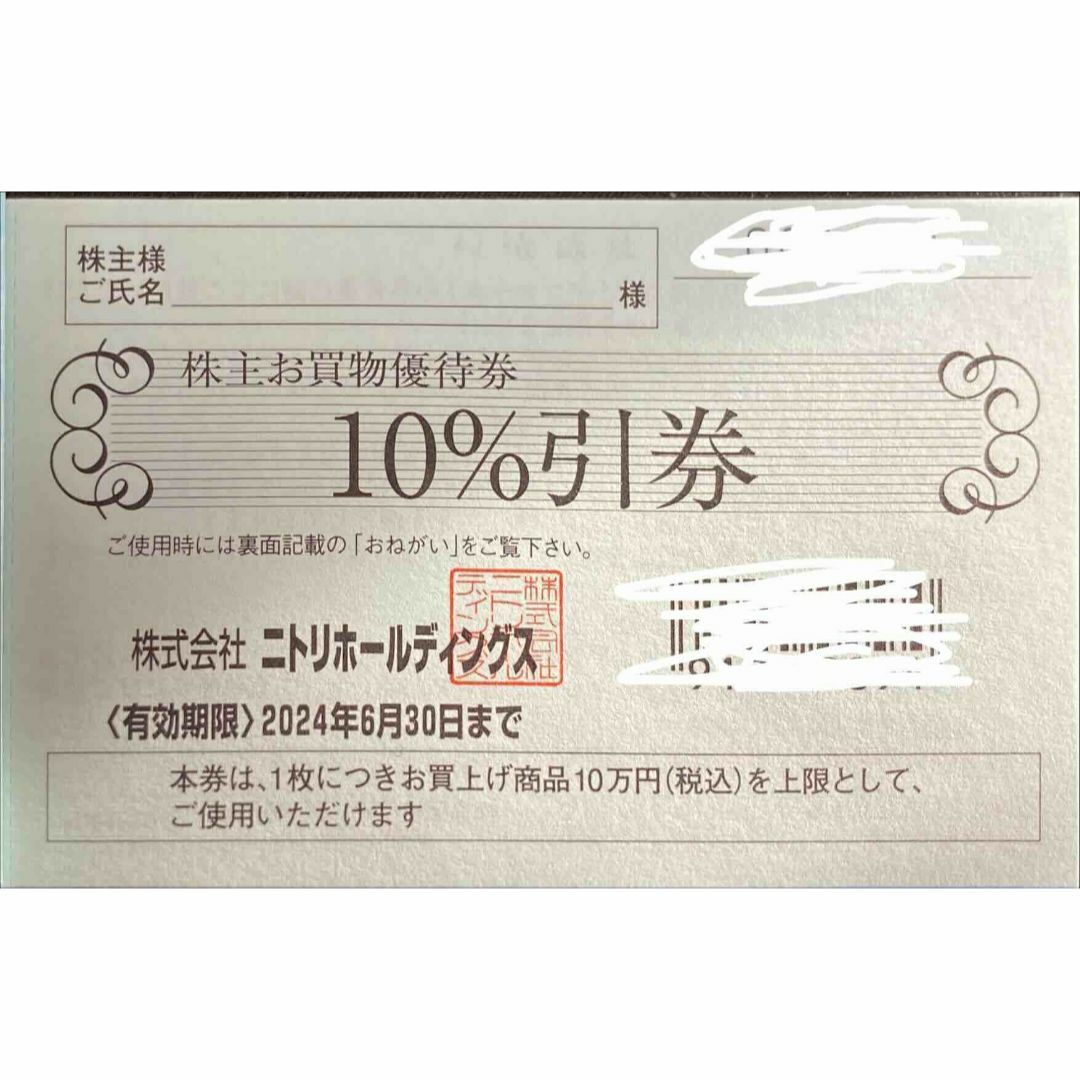 株主様
ご氏名 様
株主お買物優待券
10%引券
ご使用時には裏面記載の「おねがい」をご覧下さい。
株式会社 ニトリホールディングス
〈有効期限〉2024年6月30日まで
本券は、1枚につきお買上げ商品10万円(税込)を上限として、
ご使用いただけます